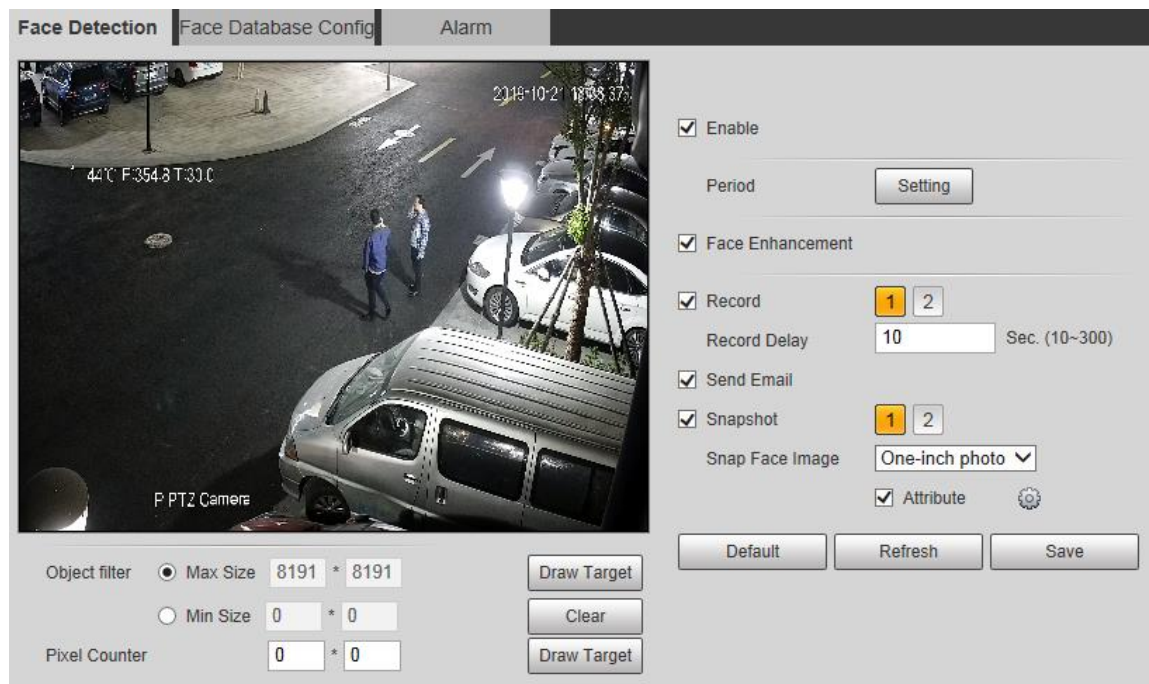 Face Detection
Face Database Config
Alarm
44℃ P:354.8 T:30.0
P PTZ Camera
Enable
Period
Setting
Face Enhancement
Record
1
2
Record Delay
10
Sec. (10~300)
Send Email
Snapshot
1
2
Snap Face Image
One-inch photo
Attribute
Default
Refresh
Save
Object filter
Max Size
8191 * 8191
Draw Target
Min Size
0 * 0
Clear
Pixel Counter
0 * 0
Draw Target